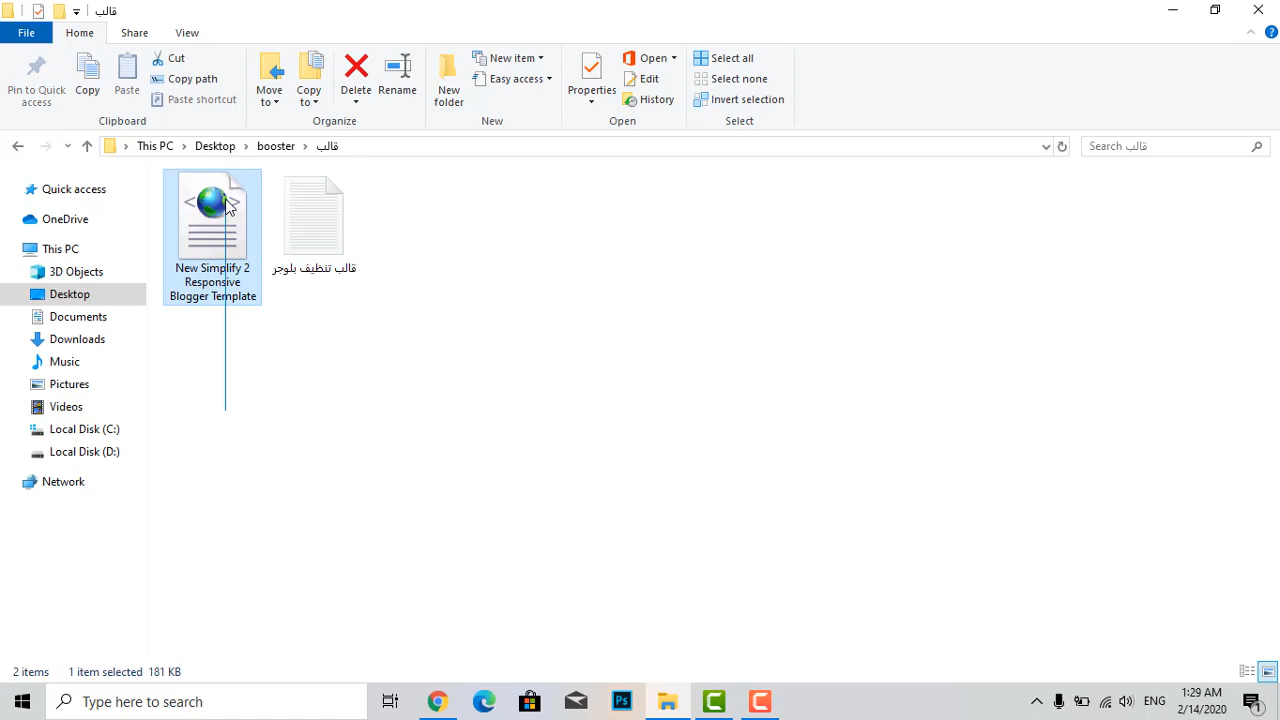 قالب
File
Home
Share
View
Pin to Quick access
Copy
Paste
Cut
Copy path
Paste shortcut
Clipboard
Move to
Copy to
Delete
Rename
Organize
New folder
New item
Easy access
New
Properties
Open
Edit
History
Open
Select all
Select none
Invert selection
Select
This PC
Desktop
booster
قالب
Search قالب
Quick access
OneDrive
This PC
3D Objects
Desktop
Documents
Downloads
Music
Pictures
Videos
Local Disk (C:)
Local Disk (D:)
Network
New Simplify 2
Responsive
Blogger Template
قالب تنظيف بلوجر
2 items
1 item selected 181 KB
Type here to search
Ps
ENG
1:29 AM
2/14/2020
1